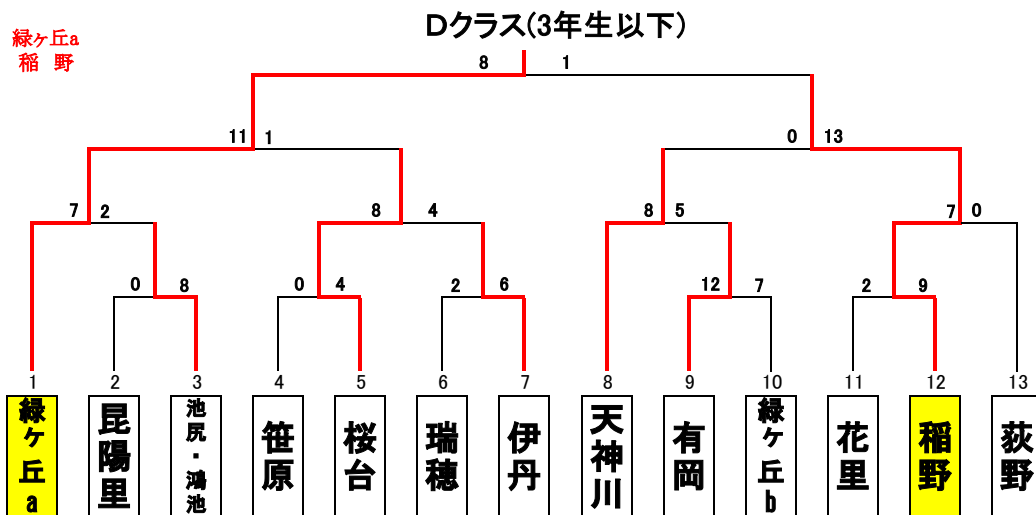 Dクラス(3年生以下)
緑ヶ丘a
稲野
8 1
11 1 0 13
7 2 8 4 8 5 7 0
0 8 0 4 2 6 12 7 2 9
1 2 3 4 5 6 7 8 9 10 11 12 13
緑ヶ丘a
昆陽里
池尻・鴻池
笹原
桜台
瑞穂
伊丹
天神川
有岡
緑ヶ丘b
花里
稲野
荻野